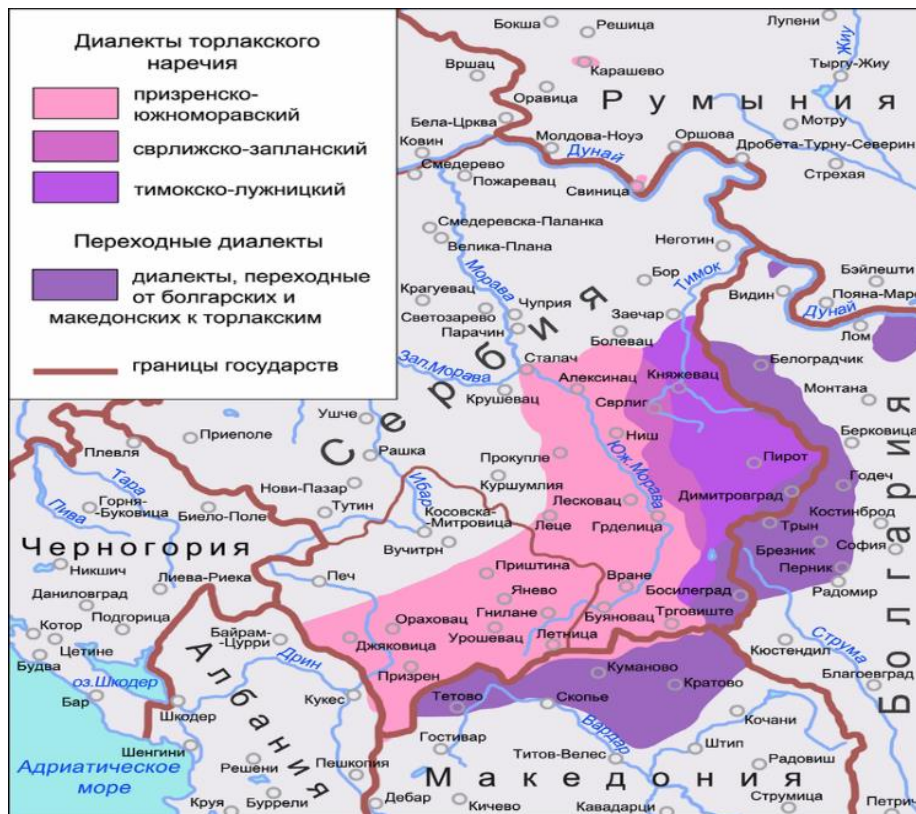 Диалекты торлакского
наречия
призренско-
южноморавский
сврлижско-запланский
тимокско-лужницкий
Переходные диалекты
диалекты, переходные
от болгарских и
македонских к торлакским
границы государств
Бокша
Решица
Лупени
Жиу
Карашево
Тыргу-Жиу
Вршац
Оравица
Румыния
Бела-Црква
Мотру
Ковин
Молдова-Ноуэ
Оршова
Дробета-Турну-Северин
Дунай
Смедерево
Пожаревац
Свиница
Стрехая
Смедеревска-Паланка
Велика-Плана
Неготин
Морава
Бор
Тимок
Бэйлешти
Крагуевац
Чуприя
Видин
Пояна-Маре
Светозарево
Заечар
Дунай
Парачин
Болевац
Лом
Сербия
Зап.Морава
Сталач
Белоградчик
Алексинац
Княжевац
Крушевац
Сврлиг
Монтана
Ушче
Ниш
Берковица
Плевля
Приеполе
Рашка
Прокупле
Юж.Морава
Пирот
Тара
Нови-Пазар
Ибар
Куршумлия
Годеч
Пива
Горня-
Буковица
Тутин
Косовска-
Митровица
Лесковац
Димитровград
Костинброд
Биело-Поле
Леце
Грделица
Трын
Черногория
Вучитрн
Брезник
София
Никшич
Приштина
Перник
Печ
Вране
Радомир
Даниловград
Лиева-Риека
Янево
Босилеград
Подгорица
Ораховац
Гнилане
Буяновац
Трговиште
Котор
Байрам-
Цурри
Урошевац
Летница
Цетине
Джяковица
Струма
Болгария
Будва
Албания
Дрин
Призрен
Куманово
Кюстендил
оз.Шкодер
Благоевград
Бар
Кукес
Тетово
Скопье
Кратово
Шкодер
Кочани
Вардар
Шенгини
Гостивар
Титов-Велес
Штип
Адриатическое
море
Решени
Пешкопия
Македония
Радовиш
Круя
Буррели
Дебар
Кичево
Кавадарци
Струмица
Петрич